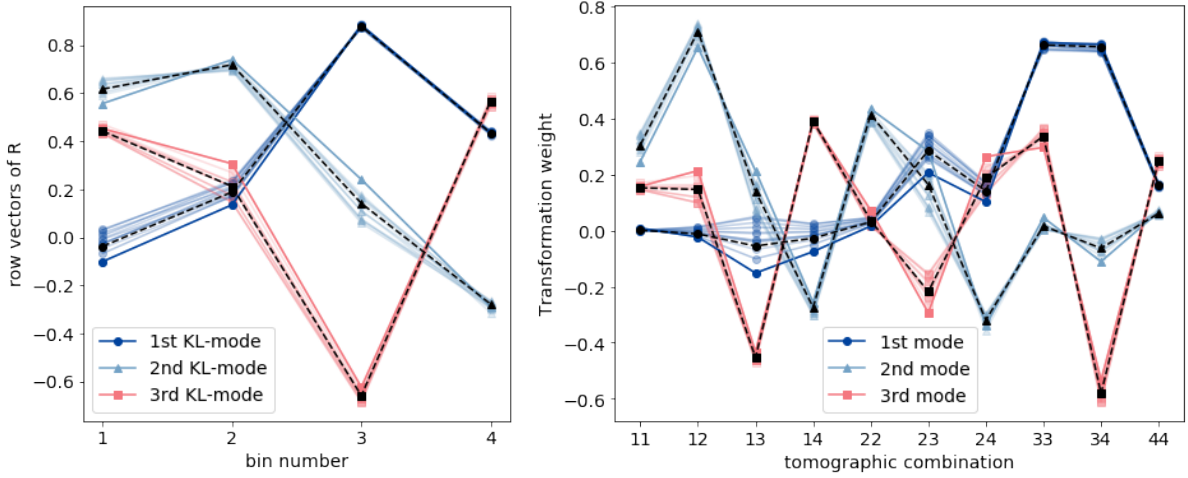 row vectors of R
0.8
0.6
0.4
0.2
0.0
−0.2
−0.4
−0.6
1st KL-mode
2nd KL-mode
3rd KL-mode
1 2 3 4
bin number
Transformation weight
0.8
0.6
0.4
0.2
0.0
−0.2
−0.4
−0.6
1st mode
2nd mode
3rd mode
11 12 13 14 22 23 24 33 34 44
tomographic combination